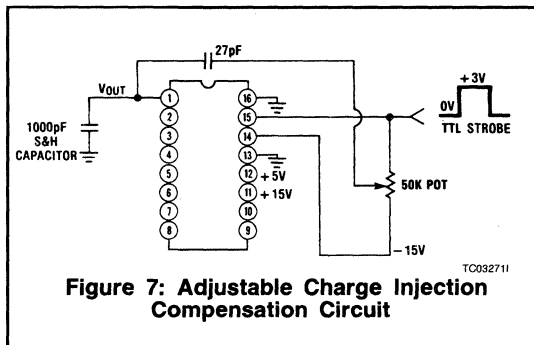 27pF
VOUT
1000pF
S&H
CAPACITOR
1
2
3
4
5
6
7
8
16
15
14
13
12
11
10
9
+5V
+15V
+3V
0V
TTL STROBE
50K POT
−15V
TC03271I
Figure 7: Adjustable Charge Injection
Compensation Circuit